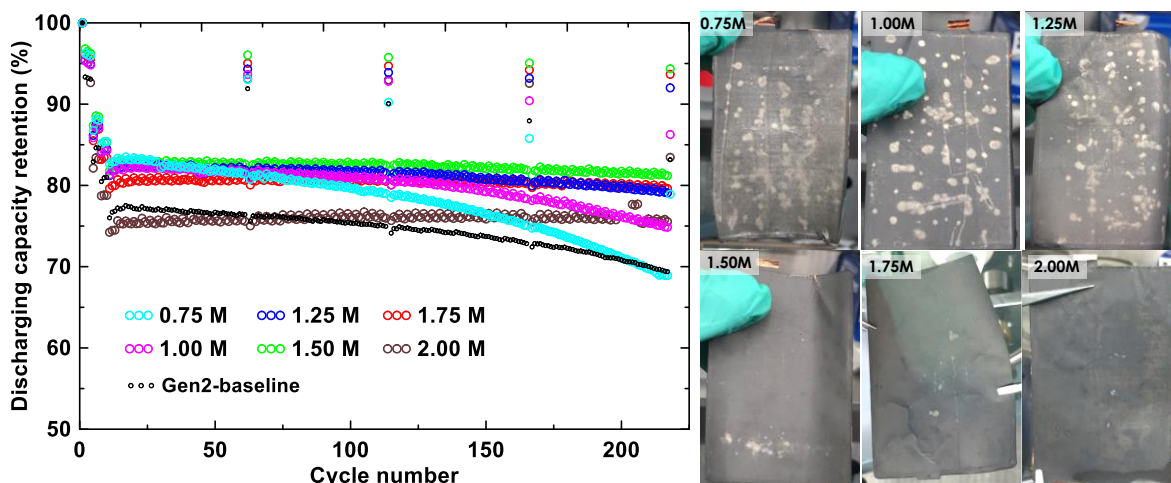 Discharging capacity retention (%)
100
90
80
70
60
50
0.75 M 1.25 M 1.75 M
1.00 M 1.50 M 2.00 M
Gen2-baseline
0 50 100 150 200
Cycle number
0.75M 1.00M 1.25M
1.50M 1.75M 2.00M